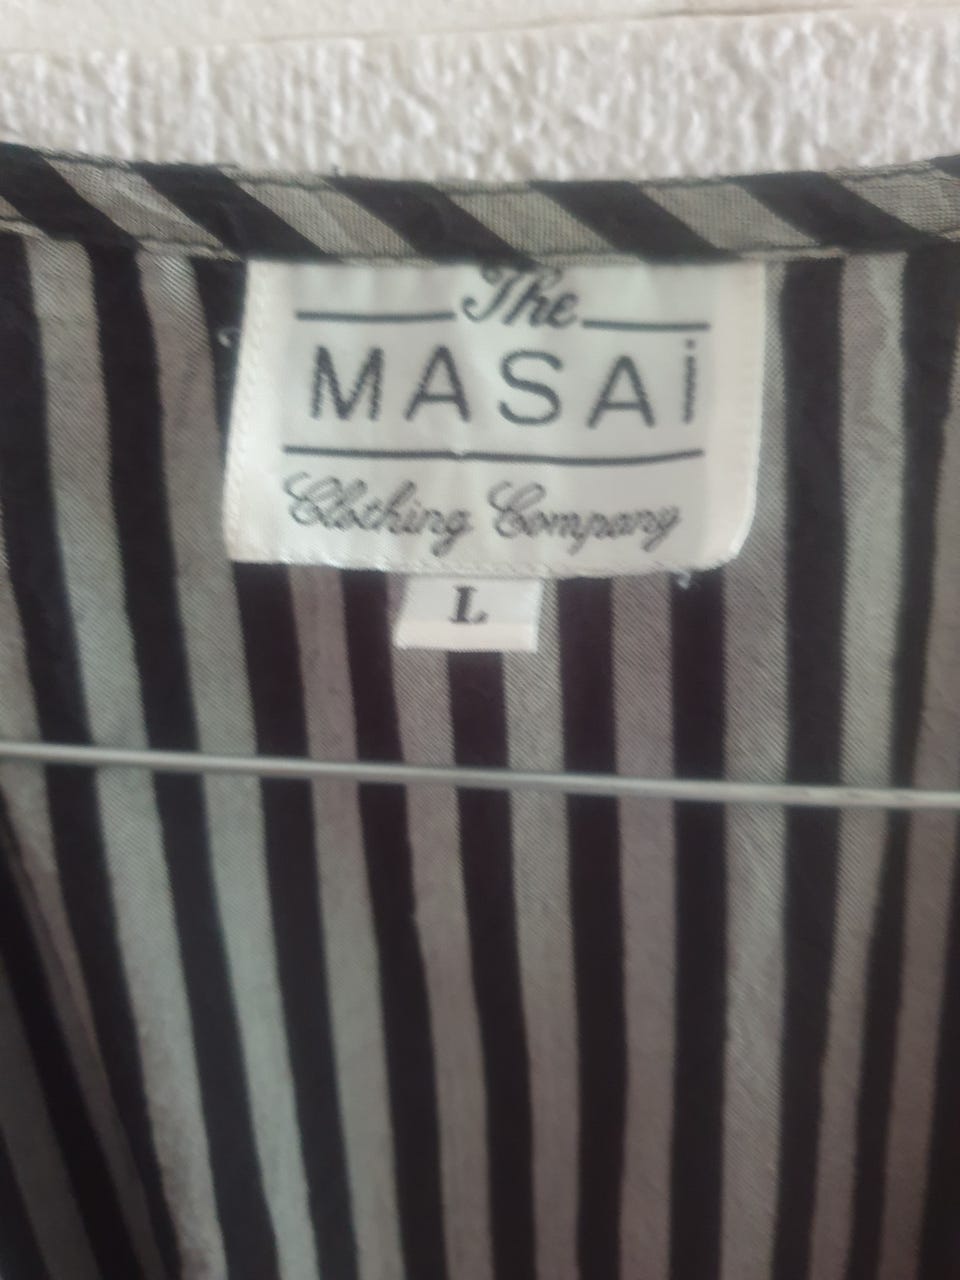 The
MASAi
Clothing Company
L